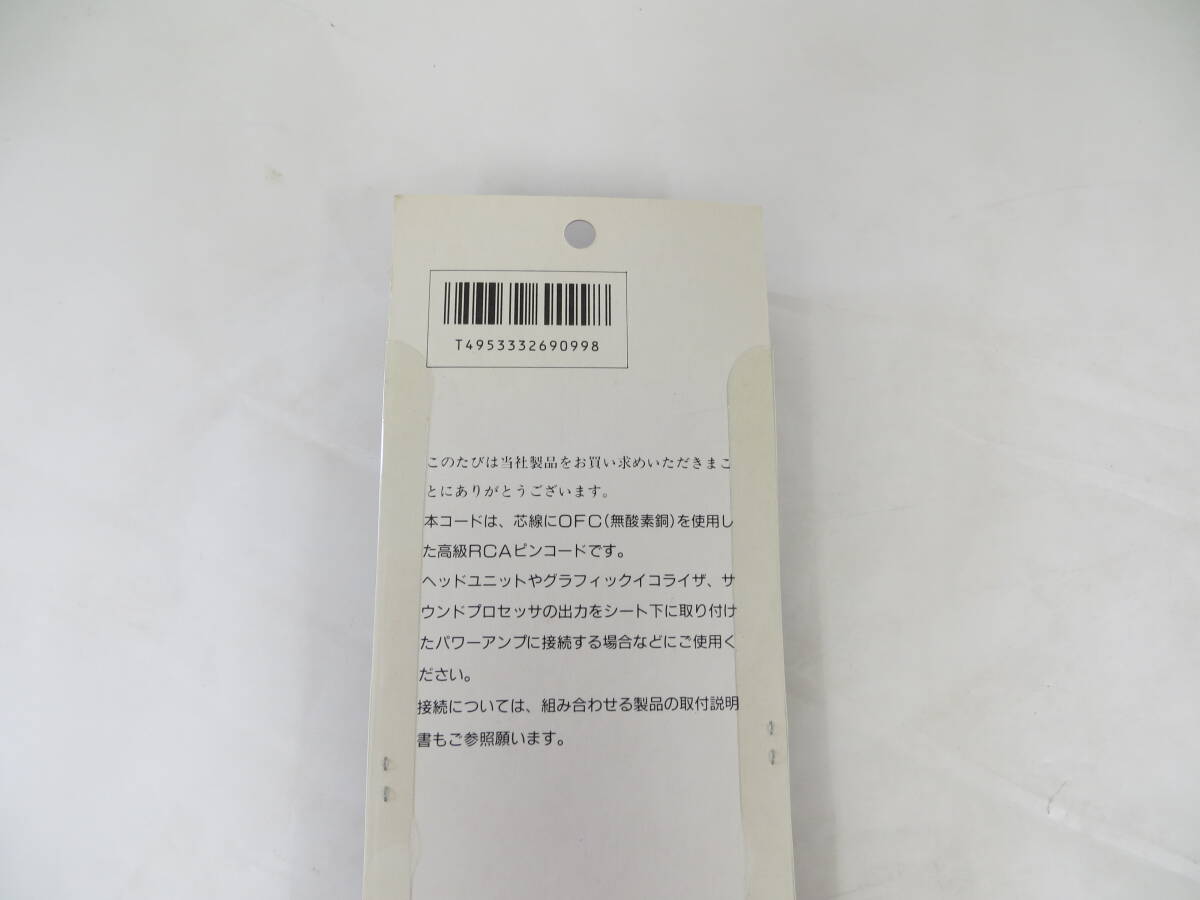 T4953332690998
このたびは当社製品をお買い求めいただきまこ
とにありがとうございます。
本コードは、芯線にOFC(無酸素銅)を使用し
た高級RCAピンコードです。
ヘッドユニットやグラフィックイコライザ、サ
ウンドプロセッサの出力をシート下に取り付け
たパワーアンプに接続する場合などにご使用く
ださい。
接続については、組み合わせる製品の取付説明
書もご参照願います。